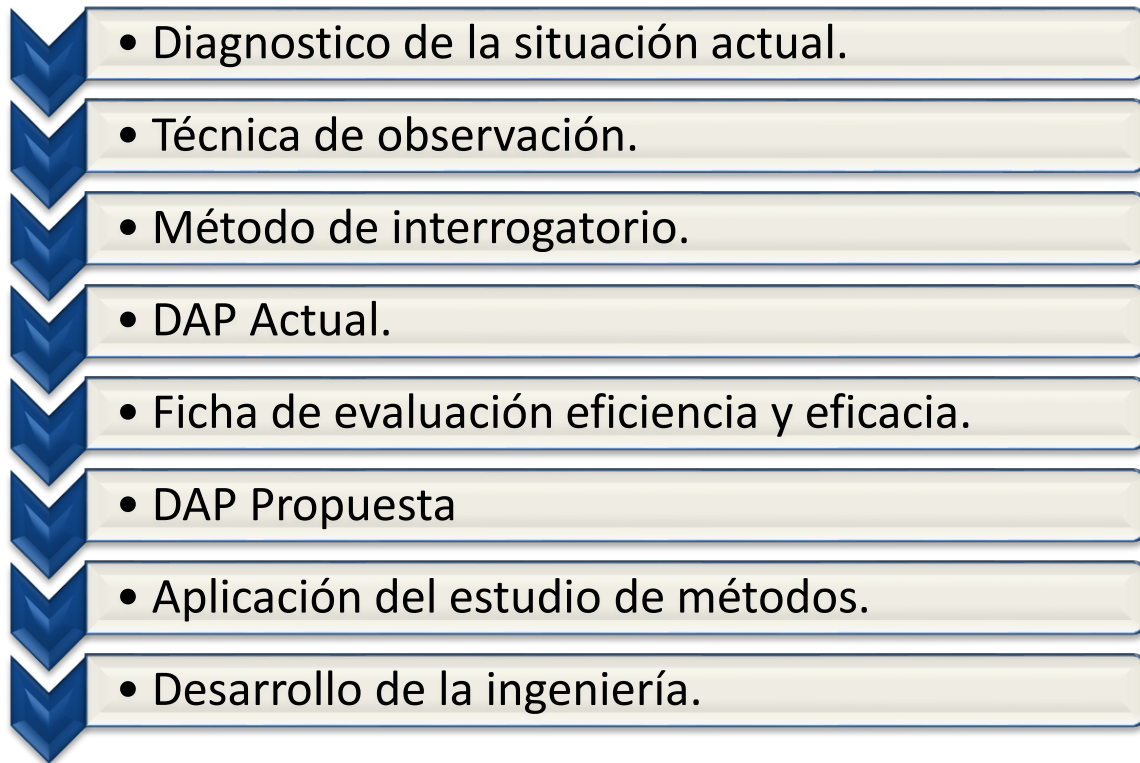 • Diagnostico de la situación actual.
• Técnica de observación.
• Método de interrogatorio.
• DAP Actual.
• Ficha de evaluación eficiencia y eficacia.
• DAP Propuesta
• Aplicación del estudio de métodos.
• Desarrollo de la ingeniería.